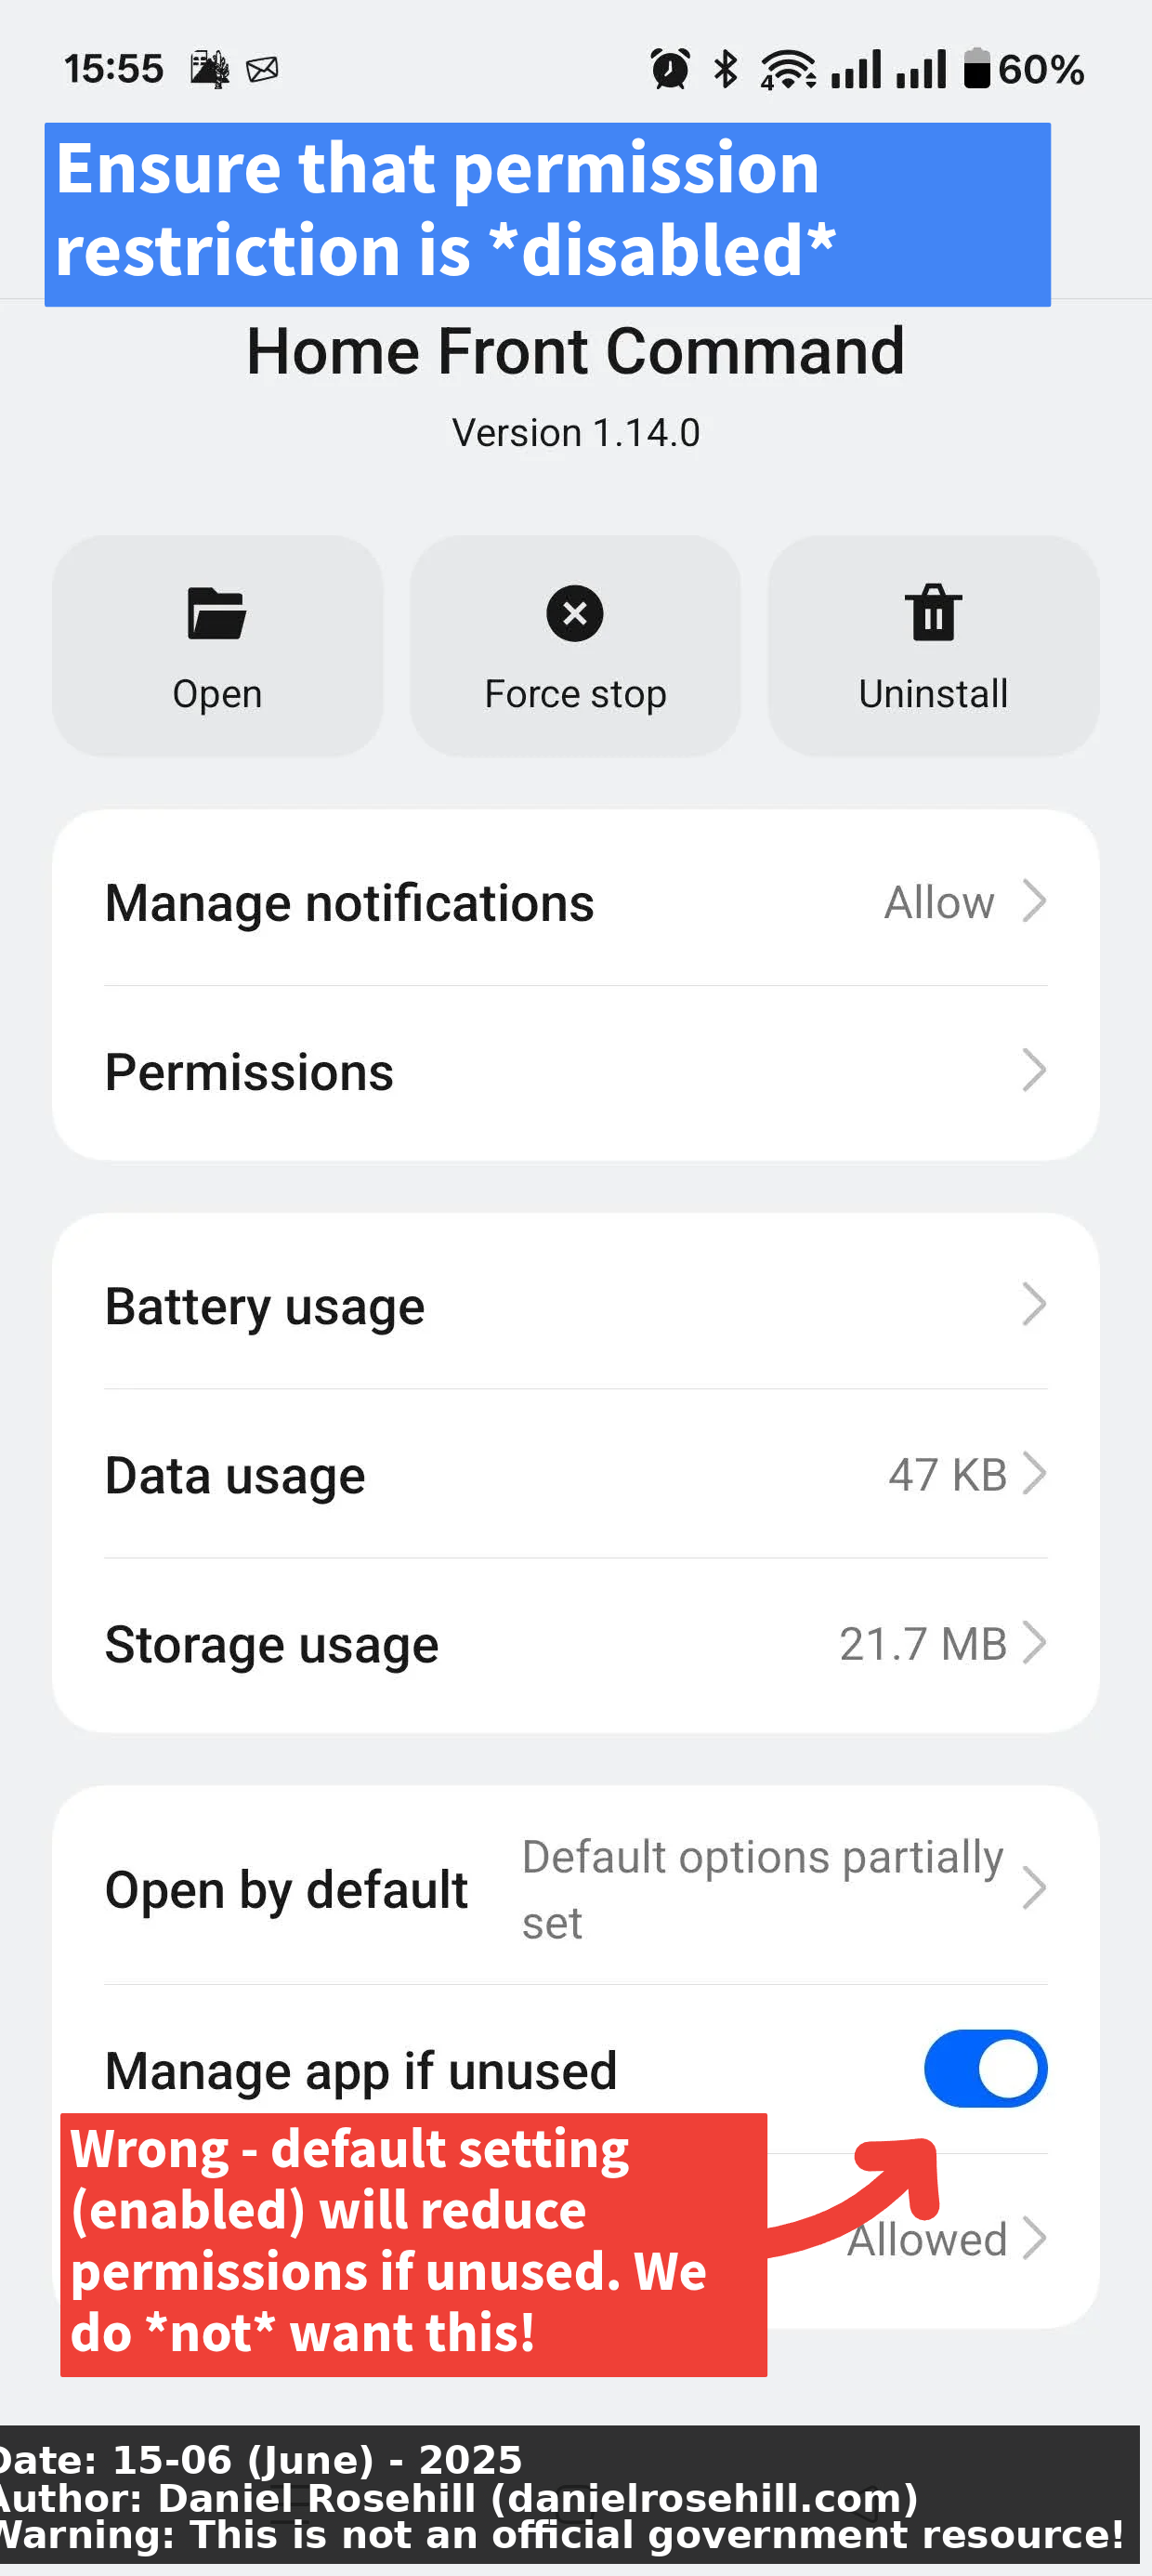 15:55
4
60%
Ensure that permission
restriction is *disabled*
Home Front Command
Version 1.14.0
Open
Force stop
Uninstall
Manage notifications
Allow
Permissions
Battery usage
Data usage
47 KB
Storage usage
21.7 MB
Open by default
Default options partially
set
Manage app if unused
Wrong - default setting
(enabled) will reduce
permissions if unused. We
do *not* want this!
Allowed
Date: 15-06 (June) - 2025
Author: Daniel Rosehill (danielrosehill.com)
Warning: This is not an official government resource!